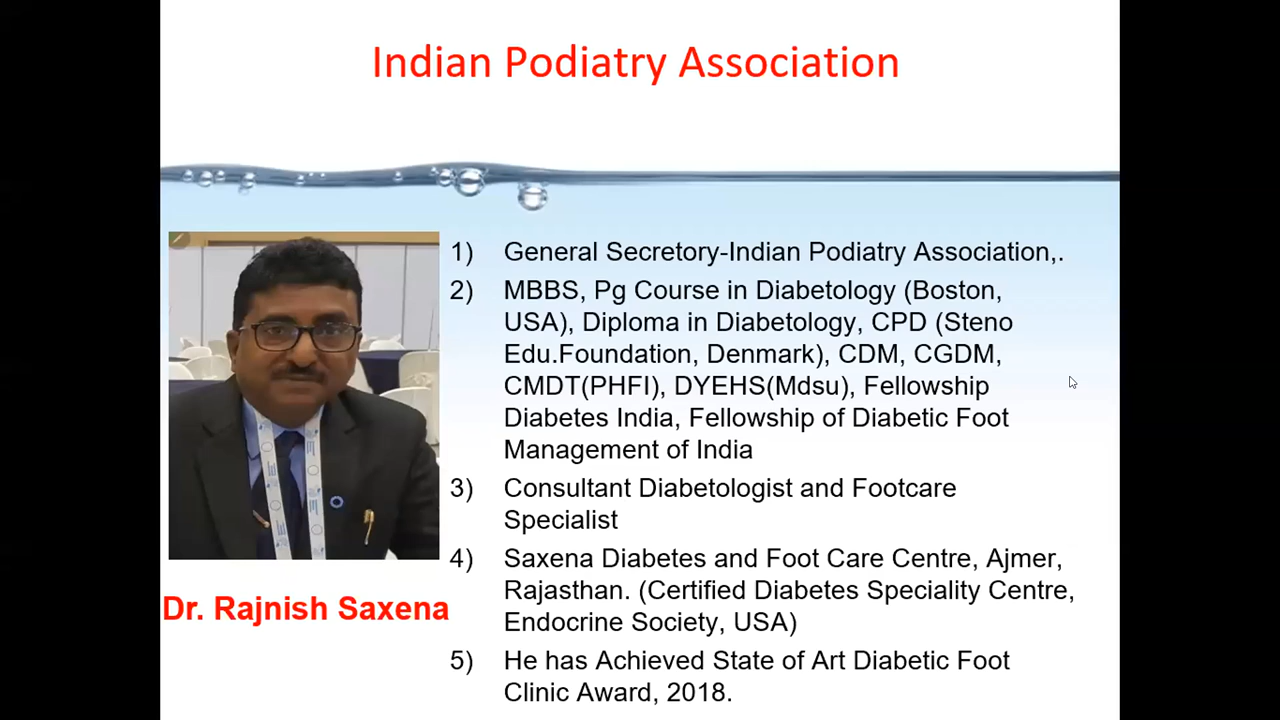 Indian Podiatry Association
1) General Secretory-Indian Podiatry Association,.
2) MBBS, Pg Course in Diabetology (Boston,
USA), Diploma in Diabetology, CPD (Steno
Edu.Foundation, Denmark), CDM, CGDM,
CMDT(PHFI), DYEHS(Mdsu), Fellowship
Diabetes India, Fellowship of Diabetic Foot
Management of India
3) Consultant Diabetologist and Footcare
Specialist
4) Saxena Diabetes and Foot Care Centre, Ajmer,
Rajasthan. (Certified Diabetes Speciality Centre,
Endocrine Society, USA)
5) He has Achieved State of Art Diabetic Foot
Clinic Award, 2018.
Dr. Rajnish Saxena